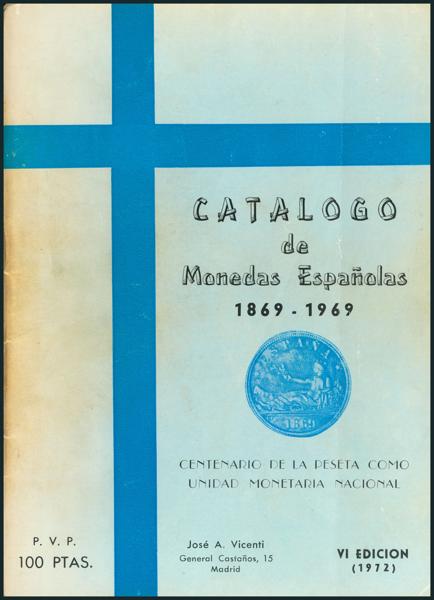 CATALOGO
de
Monedas Españolas
1869 - 1969
ESPAÑA
1869
CENTENARIO DE LA PESETA COMO
UNIDAD MONETARIA NACIONAL
P. V. P.
100 PTAS.
José A. Vicenti
General Castaños, 15
Madrid
VI EDICION
(1972)